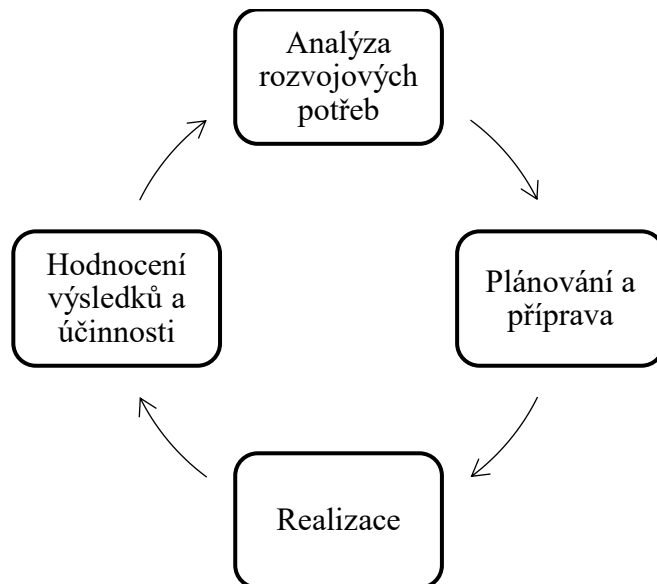 Analýza
rozvojových
potřeb
Plánování a
příprava
Realizace
Hodnocení
výsledků a
účinnosti